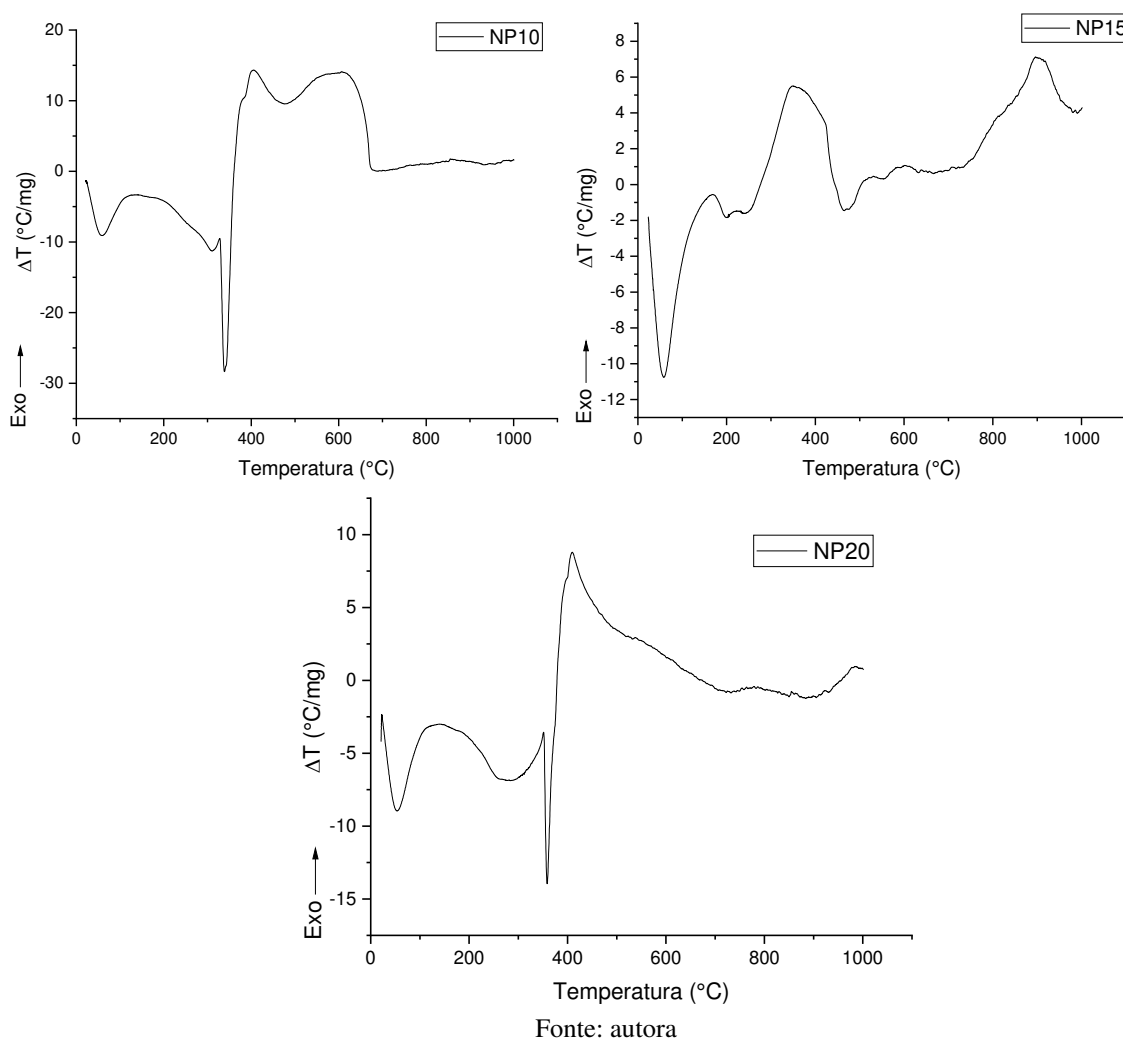 NP10
20
10
0
-10
-20
-30
ΔT (°C/mg)
Exo
0 200 400 600 800 1000
Temperatura (°C)
NP15
8
6
4
2
0
-2
-4
-6
-8
-10
-12
ΔT (°C/mg)
Exo
0 200 400 600 800 1000
Temperatura (°C)
NP20
10
5
0
-5
-10
-15
ΔT (°C/mg)
Exo
0 200 400 600 800 1000
Temperatura (°C)
Fonte: autora